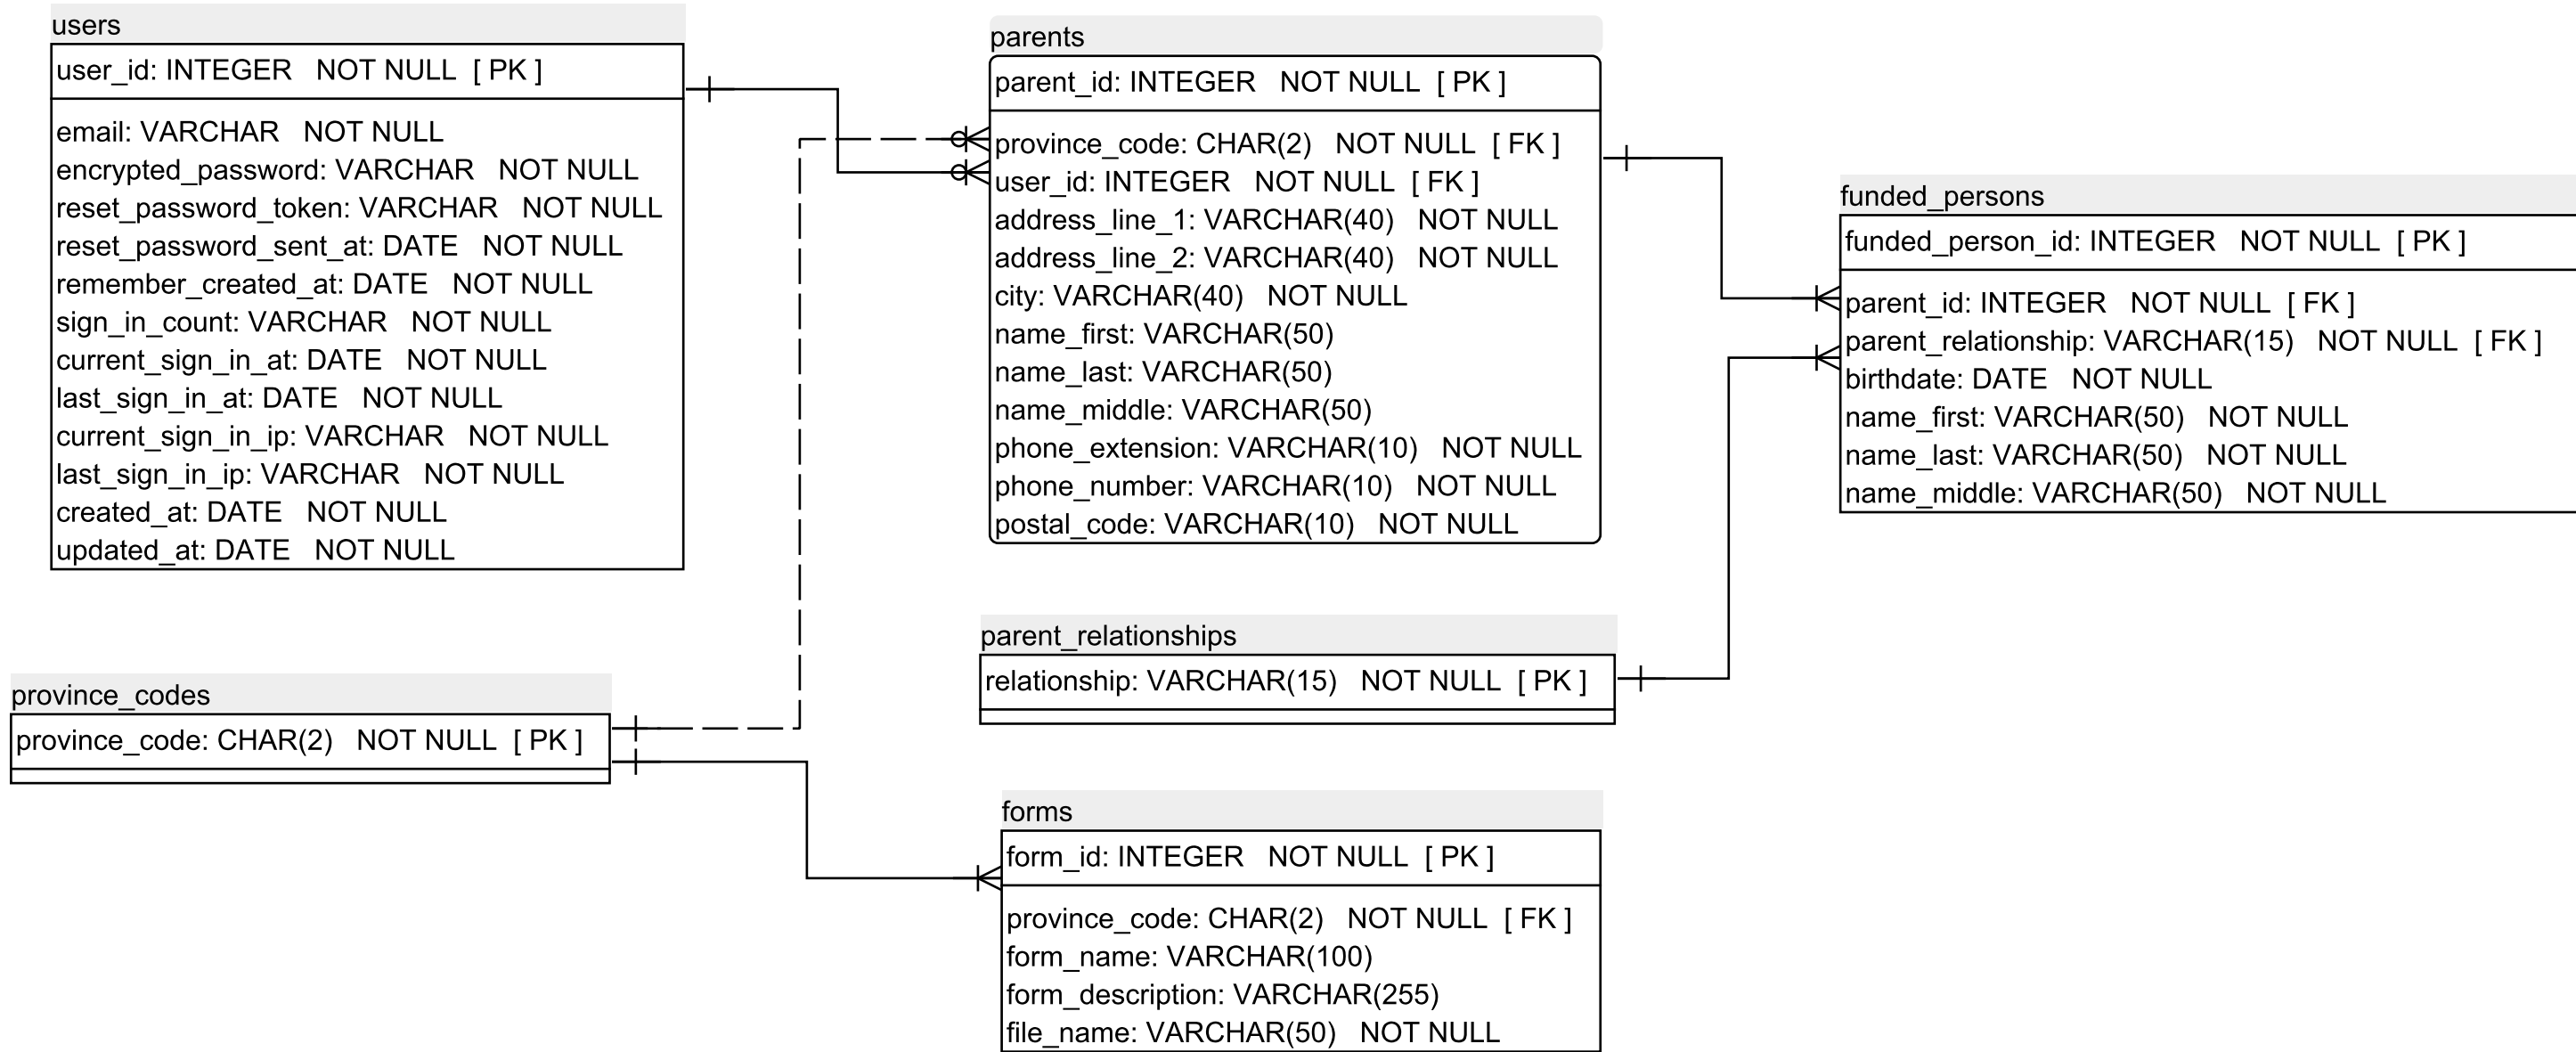 users
user_id: INTEGER NOT NULL [ PK ]
email: VARCHAR NOT NULL
encrypted_password: VARCHAR NOT NULL
reset_password_token: VARCHAR NOT NULL
reset_password_sent_at: DATE NOT NULL
remember_created_at: DATE NOT NULL
sign_in_count: VARCHAR NOT NULL
current_sign_in_at: DATE NOT NULL
last_sign_in_at: DATE NOT NULL
current_sign_in_ip: VARCHAR NOT NULL
last_sign_in_ip: VARCHAR NOT NULL
created_at: DATE NOT NULL
updated_at: DATE NOT NULL
parents
parent_id: INTEGER NOT NULL [ PK ]
province_code: CHAR(2) NOT NULL [ FK ]
user_id: INTEGER NOT NULL [ FK ]
address_line_1: VARCHAR(40) NOT NULL
address_line_2: VARCHAR(40) NOT NULL
city: VARCHAR(40) NOT NULL
name_first: VARCHAR(50)
name_last: VARCHAR(50)
name_middle: VARCHAR(50)
phone_extension: VARCHAR(10) NOT NULL
phone_number: VARCHAR(10) NOT NULL
postal_code: VARCHAR(10) NOT NULL
funded_persons
funded_person_id: INTEGER NOT NULL [ PK ]
parent_id: INTEGER NOT NULL [ FK ]
parent_relationship: VARCHAR(15) NOT NULL [ FK ]
birthdate: DATE NOT NULL
name_first: VARCHAR(50) NOT NULL
name_last: VARCHAR(50) NOT NULL
name_middle: VARCHAR(50) NOT NULL
parent_relationships
relationship: VARCHAR(15) NOT NULL [ PK ]
province_codes
province_code: CHAR(2) NOT NULL [ PK ]
forms
form_id: INTEGER NOT NULL [ PK ]
province_code: CHAR(2) NOT NULL [ FK ]
form_name: VARCHAR(100)
form_description: VARCHAR(255)
file_name: VARCHAR(50) NOT NULL